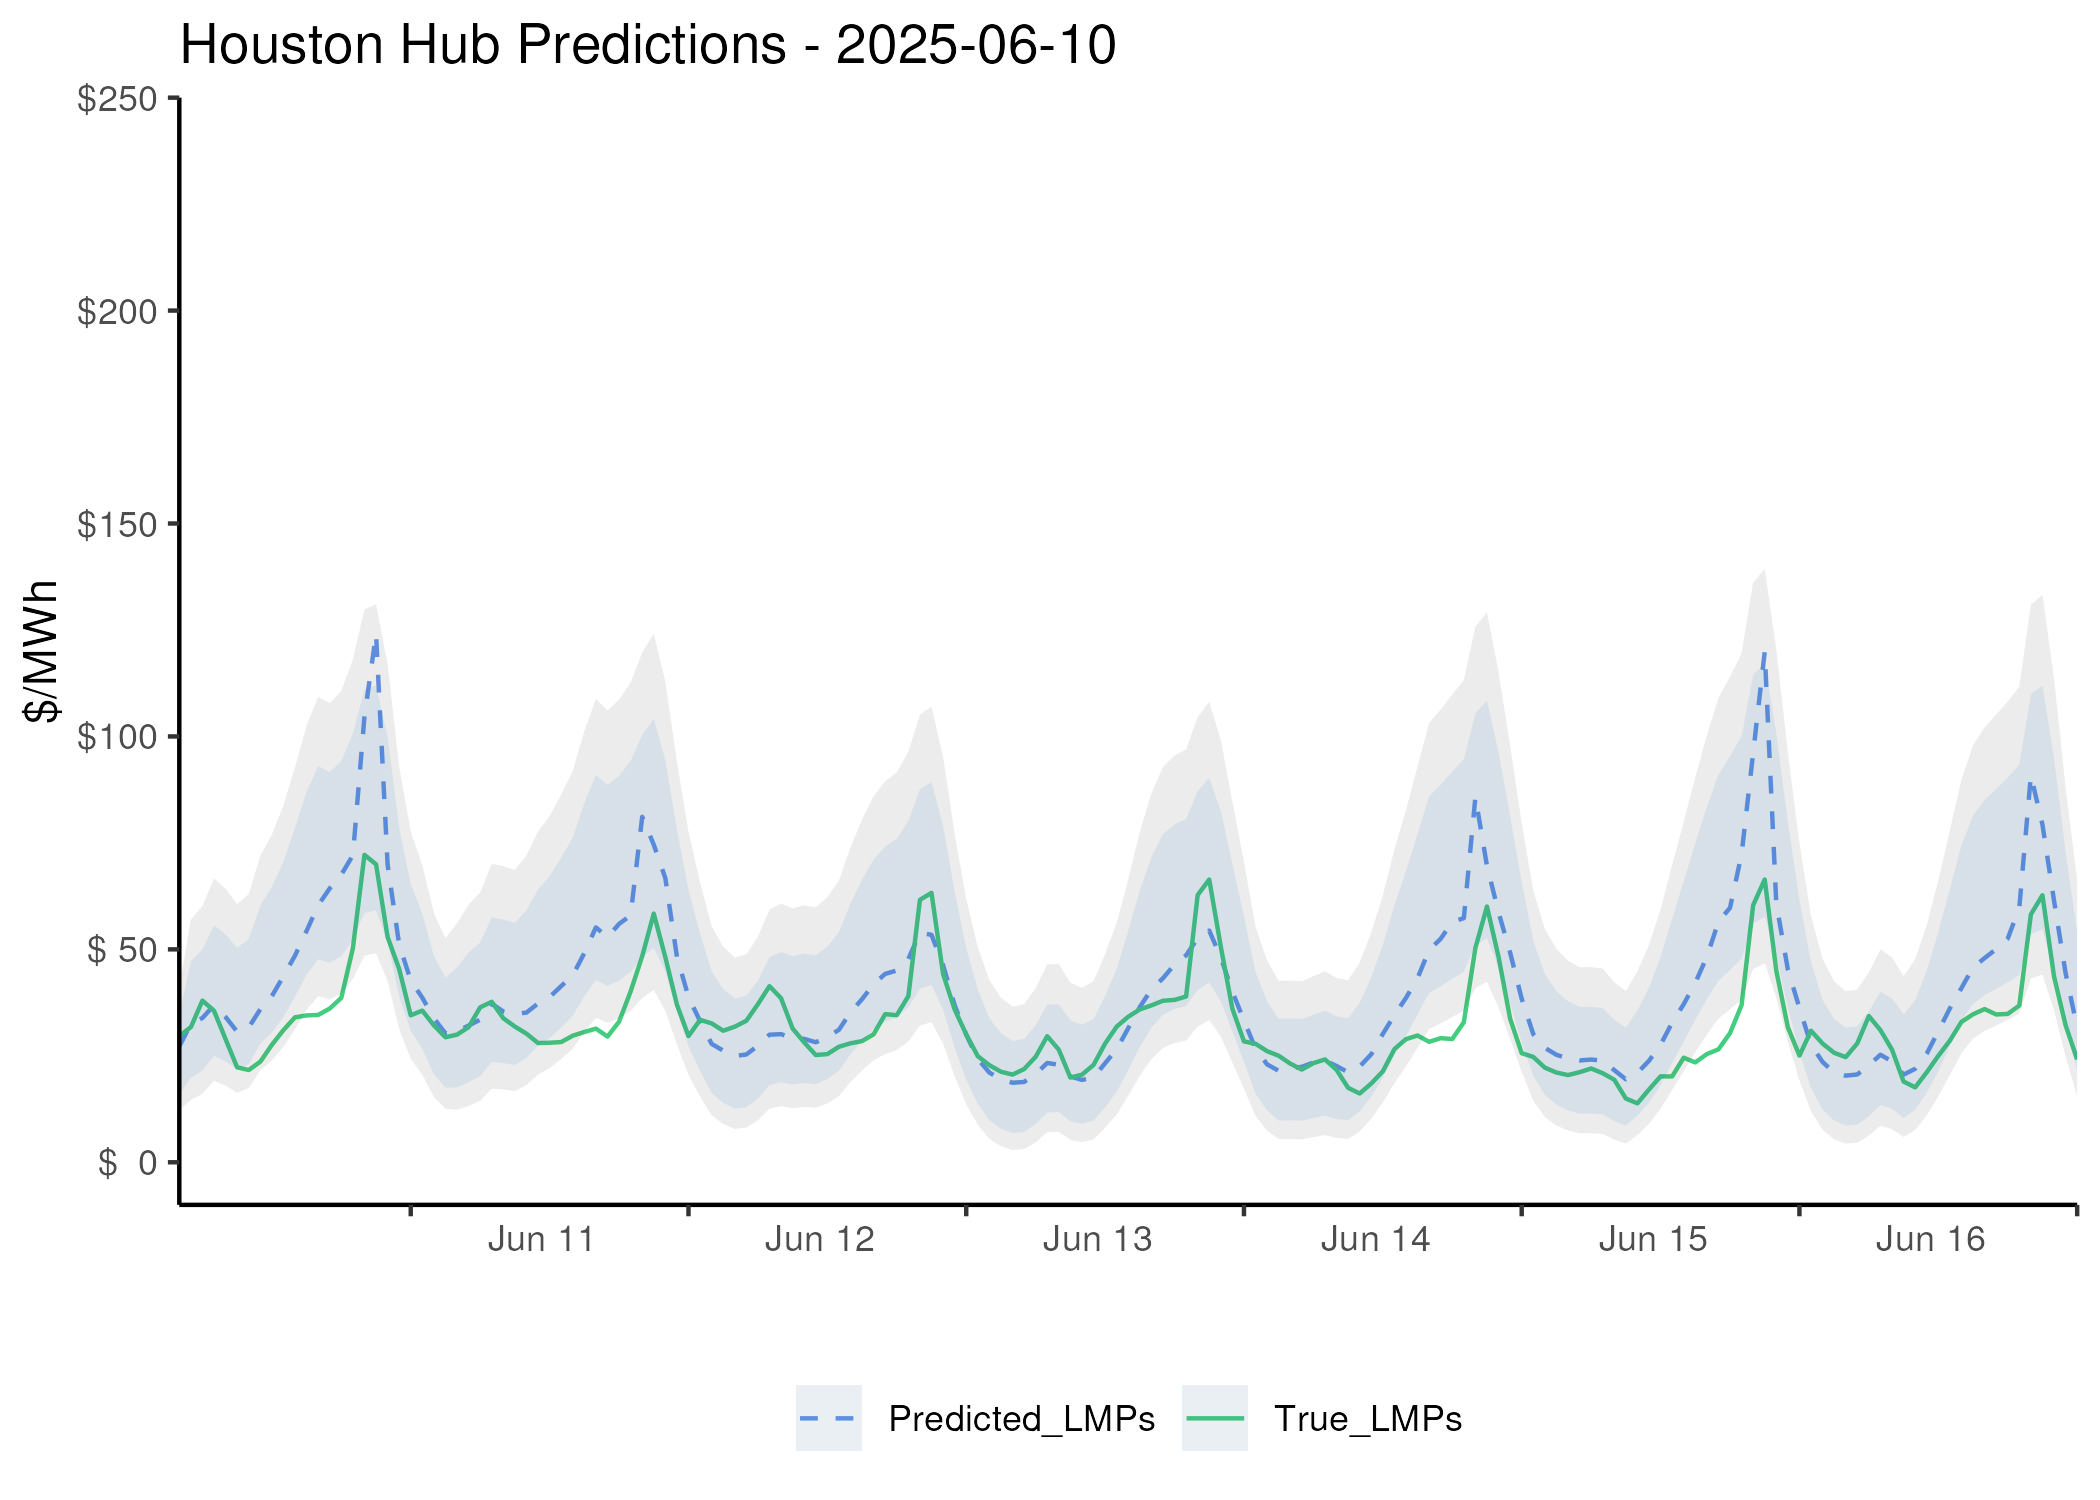 Houston Hub Predictions - 2025-06-10
$250
$200
$150
$100
$ 50
$  0
$/MWh
Jun 11
Jun 12
Jun 13
Jun 14
Jun 15
Jun 16
Predicted_LMPs
True_LMPs